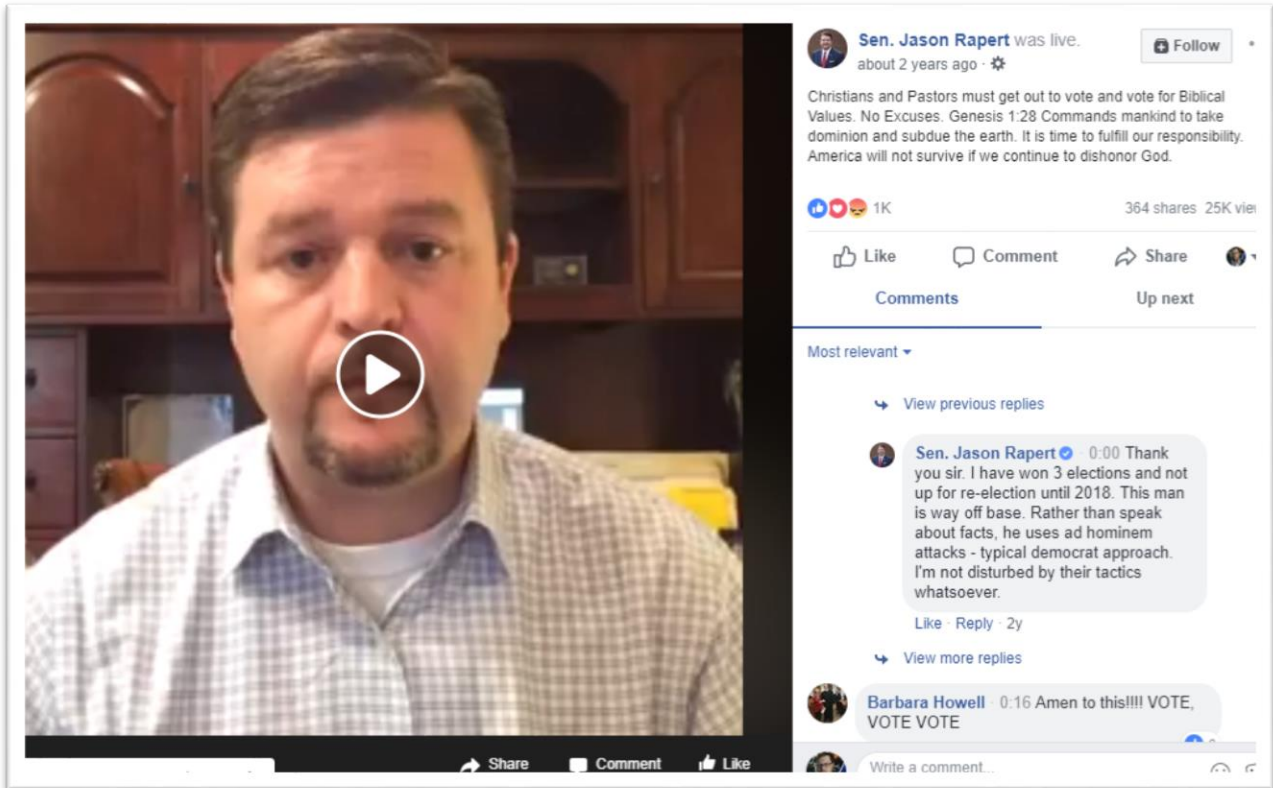 Sen. Jason Rapert was live.
Follow
about 2 years ago ·
Christians and Pastors must get out to vote and vote for Biblical
Values. No Excuses. Genesis 1:28 Commands mankind to take
dominion and subdue the earth. It is time to fulfill our responsibility.
America will not survive if we continue to dishonor God.
1K
364 shares 25K
Like Comment Share
Comments Up next
Most relevant
View previous replies
Sen. Jason Rapert · 0:00 Thank
you sir. I have won 3 elections and not
up for re-election until 2018. This man
is way off base. Rather than speak
about facts, he uses ad hominem
attacks - typical democrat approach.
I'm not disturbed by their tactics
whatsoever.
Like · Reply · 2y
View more replies
Barbara Howell · 0:16 Amen to this!!!! VOTE,
VOTE VOTE
Write a comment...
Share Comment Like